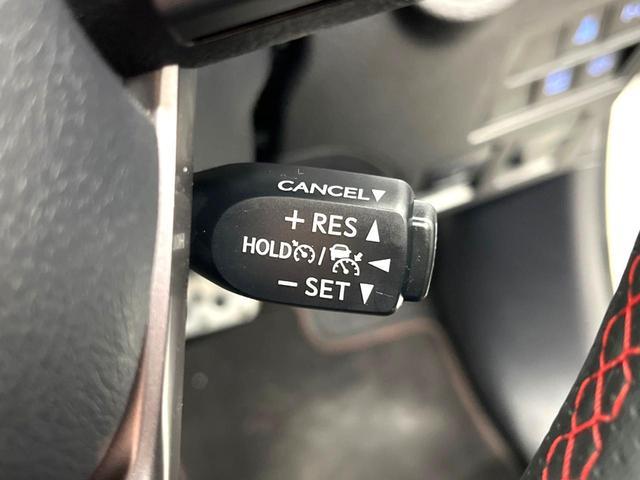 CANCEL▼
+ RES ▲
HOLD / ◀
− SET ▼